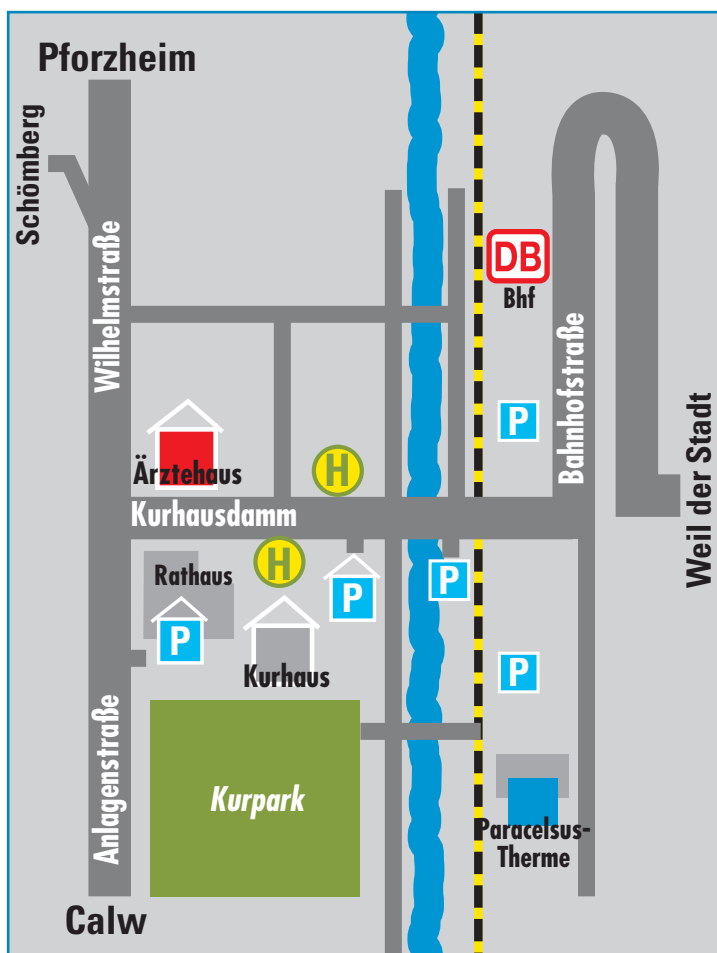 Pforzheim
Schömberg
Wilhelmstraße
DB
Bhf
P
Bahnhofstraße
Weil der Stadt
Ärztehaus
H
Kurhausdamm
H
Rathaus
P
P
P
Kurhaus
P
Anlagenstraße
Kurpark
Paracelsus-
Therme
Calw